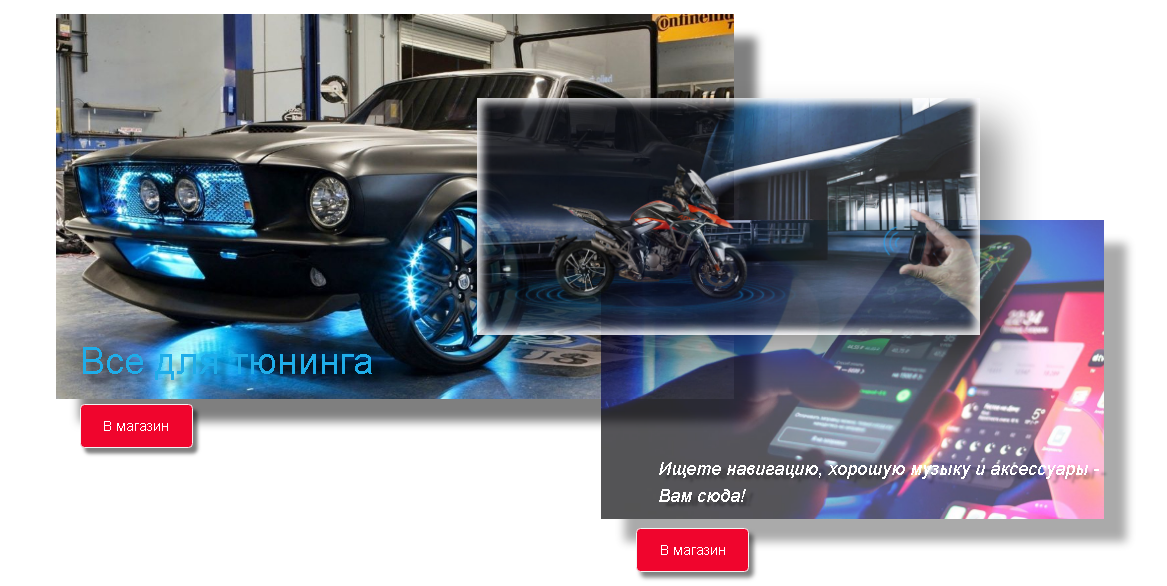 Continental
Все для тюнинга
В магазин
Ищете навигацию, хорошую музыку и аксессуары -
Вам сюда!
В магазин